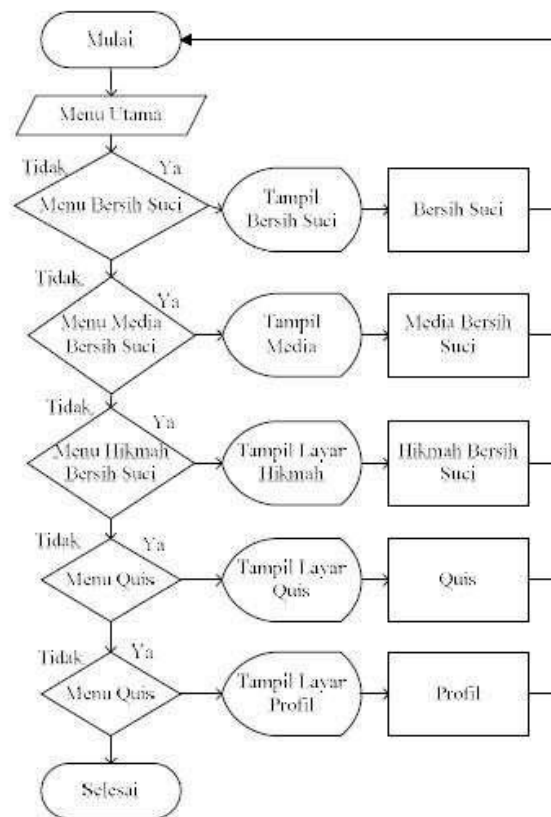 Mulai
Menu Utama
Tidak
Ya
Menu Bersih Suci
Tampil
Bersih Suci
Bersih Suci
Tidak
Ya
Menu Media
Bersih Suci
Tampil
Media
Media Bersih
Suci
Tidak
Ya
Menu Hikmah
Bersih Suci
Tampil Layar
Hikmah
Hikmah Bersih
Suci
Tidak
Ya
Menu Quis
Tampil Layar
Quis
Quis
Tidak
Ya
Menu Quis
Tampil Layar
Profil
Profil
Selesai